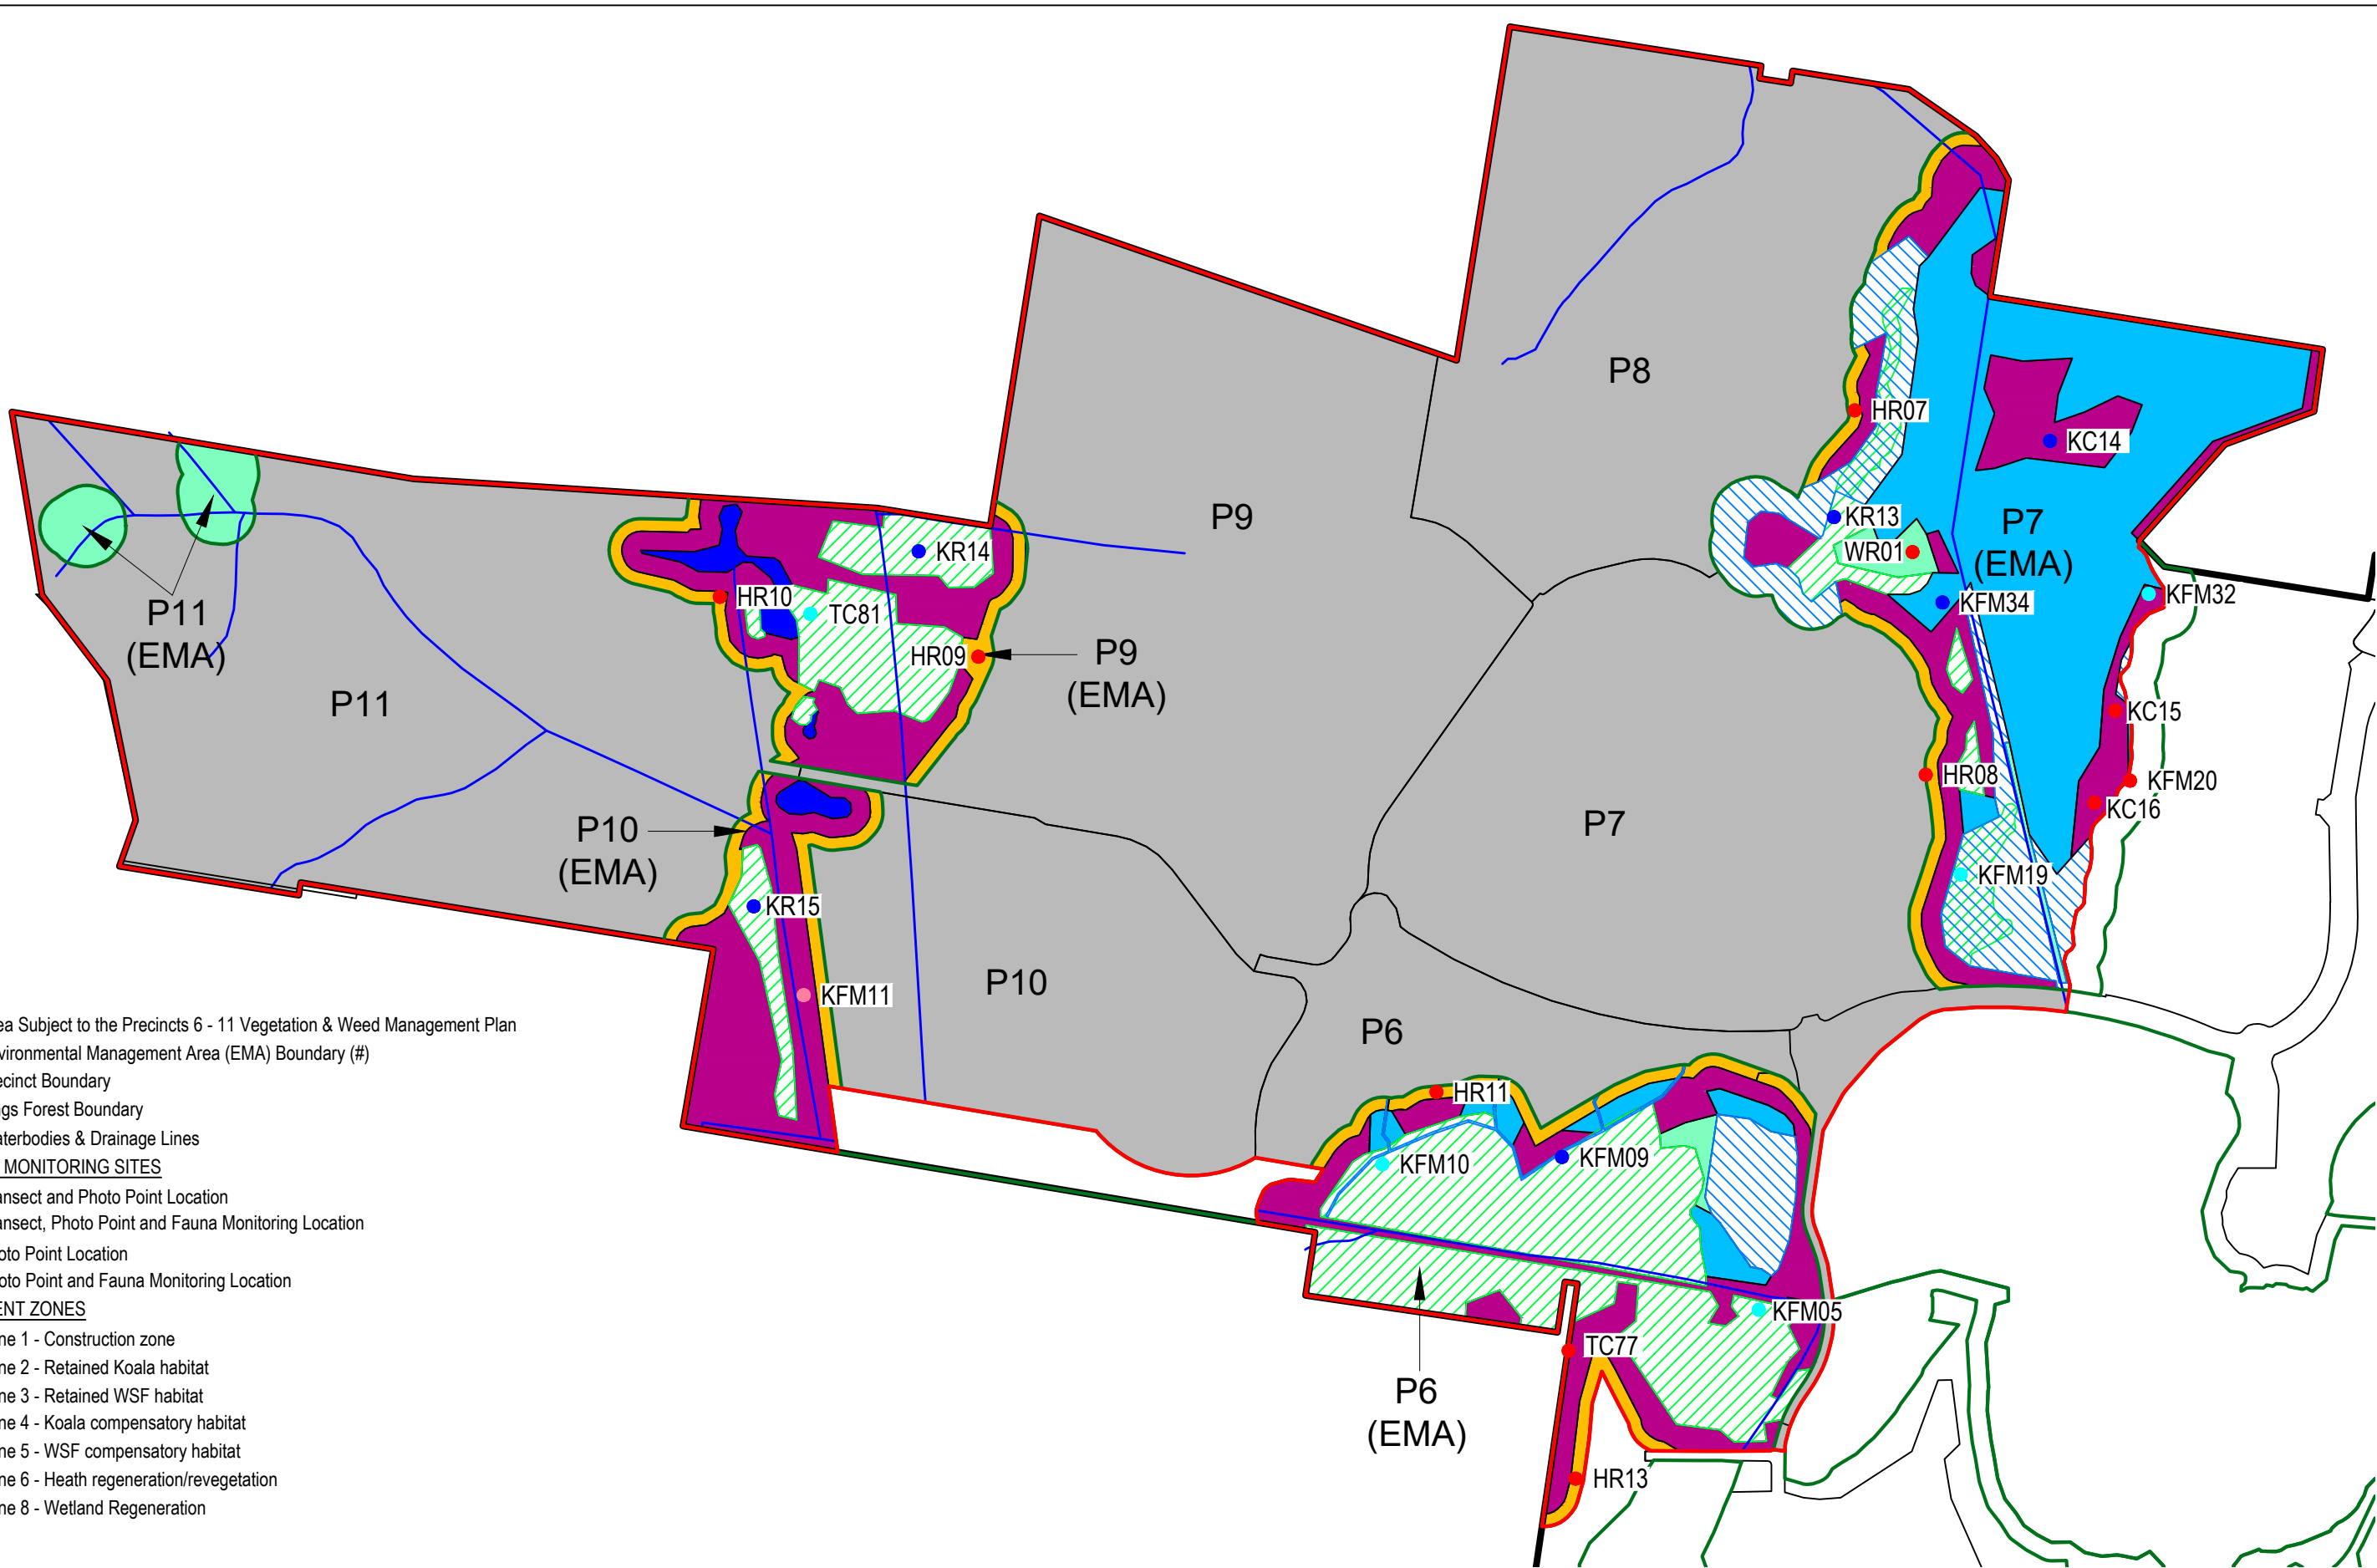 P8
HR07
KC14
P9
KR13
P7
(EMA)
WR01
KR14
HR10
TC81
KFM34
KFM32
P11
(EMA)
HR09
P9
(EMA)
P11
KC15
HR08
KFM20
KC16
P10
(EMA)
P7
KFM19
KR15
P10
KFM11
P6
ea Subject to the Precincts 6 - 11 Vegetation & Weed Management Plan
vironmental Management Area (EMA) Boundary (#)
ecinct Boundary
ngs Forest Boundary
aterbodies & Drainage Lines
MONITORING SITES
ansect and Photo Point Location
ansect, Photo Point and Fauna Monitoring Location
oto Point Location
oto Point and Fauna Monitoring Location
ENT ZONES
ne 1 - Construction zone
ne 2 - Retained Koala habitat
ne 3 - Retained WSF habitat
ne 4 - Koala compensatory habitat
ne 5 - WSF compensatory habitat
ne 6 - Heath regeneration/revegetation
ne 8 - Wetland Regeneration
HR11
KFM10
KFM09
KFM05
TC77
P6
(EMA)
HR13